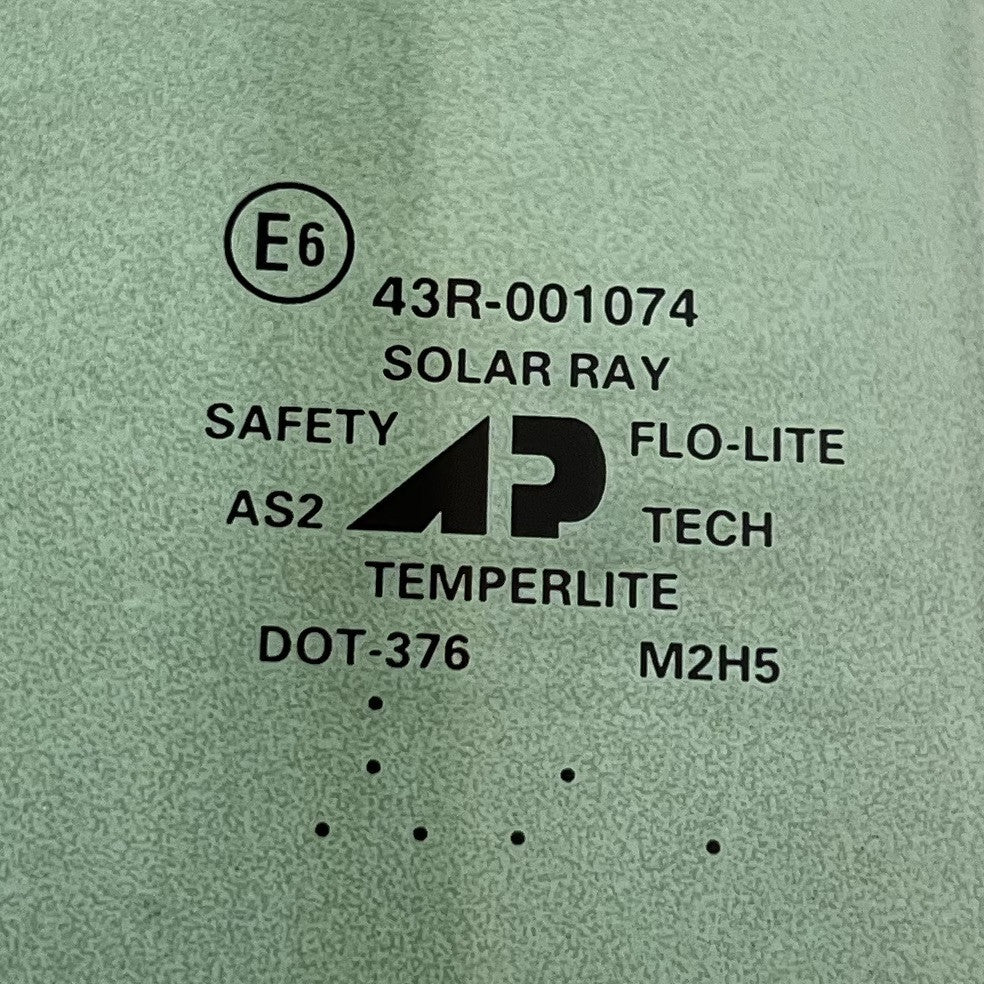 E6
43R-001074
SOLAR RAY
SAFETY AP FLO-LITE
AS2 TECH
TEMPERLITE
DOT-376 M2H5